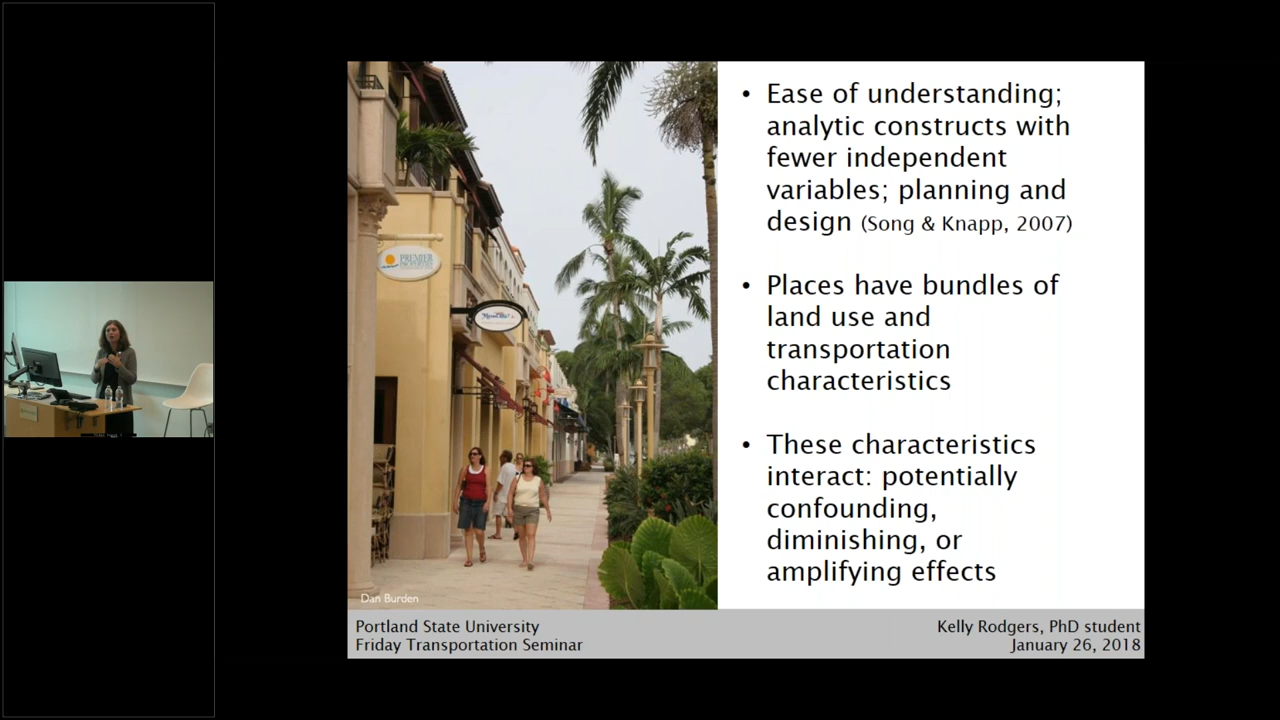 PREMIER
PROPERTIES
• Ease of understanding;
analytic constructs with
fewer independent
variables; planning and
design (Song & Knapp, 2007)
• Places have bundles of
land use and
transportation
characteristics
• These characteristics
interact: potentially
confounding,
diminishing, or
amplifying effects
Dan Burden
Portland State University
Friday Transportation Seminar
Kelly Rodgers, PhD student
January 26, 2018